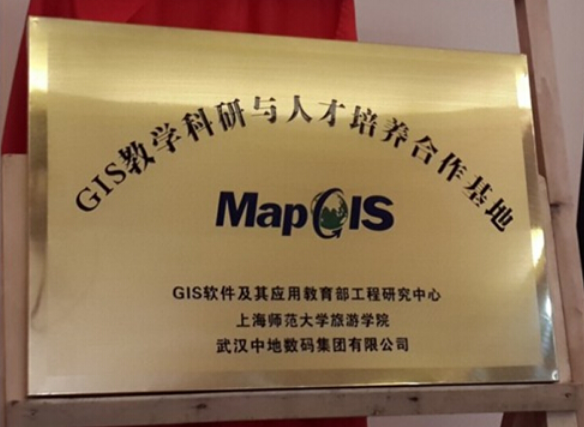 GIS教学科研与人才培养合作基地
MapGIS
GIS软件及其应用教育部工程研究中心
上海师范大学旅游学院
武汉中地数码集团有限公司